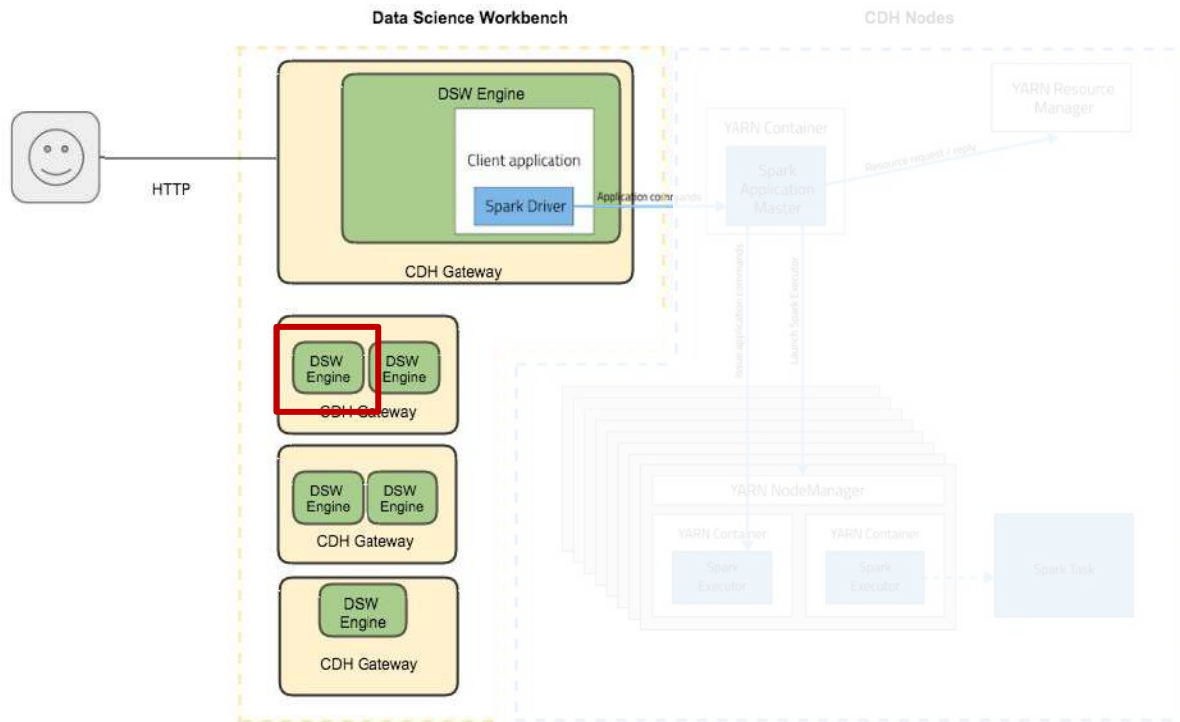 Data Science Workbench
CDH Nodes
DSW Engine
Client application
Spark Driver
CDH Gateway
HTTP
Application commands
YARN Container
Spark
Application
Master
Resource request / reply
YARN Resource
Manager
Issue application commands
Launch Spark Executor
DSW
Engine
DSW
Engine
CDH Gateway
DSW
Engine
DSW
Engine
CDH Gateway
DSW
Engine
CDH Gateway
YARN NodeManager
YARN Container
Spark
Executor
YARN Container
Spark
Executor
Spark Task